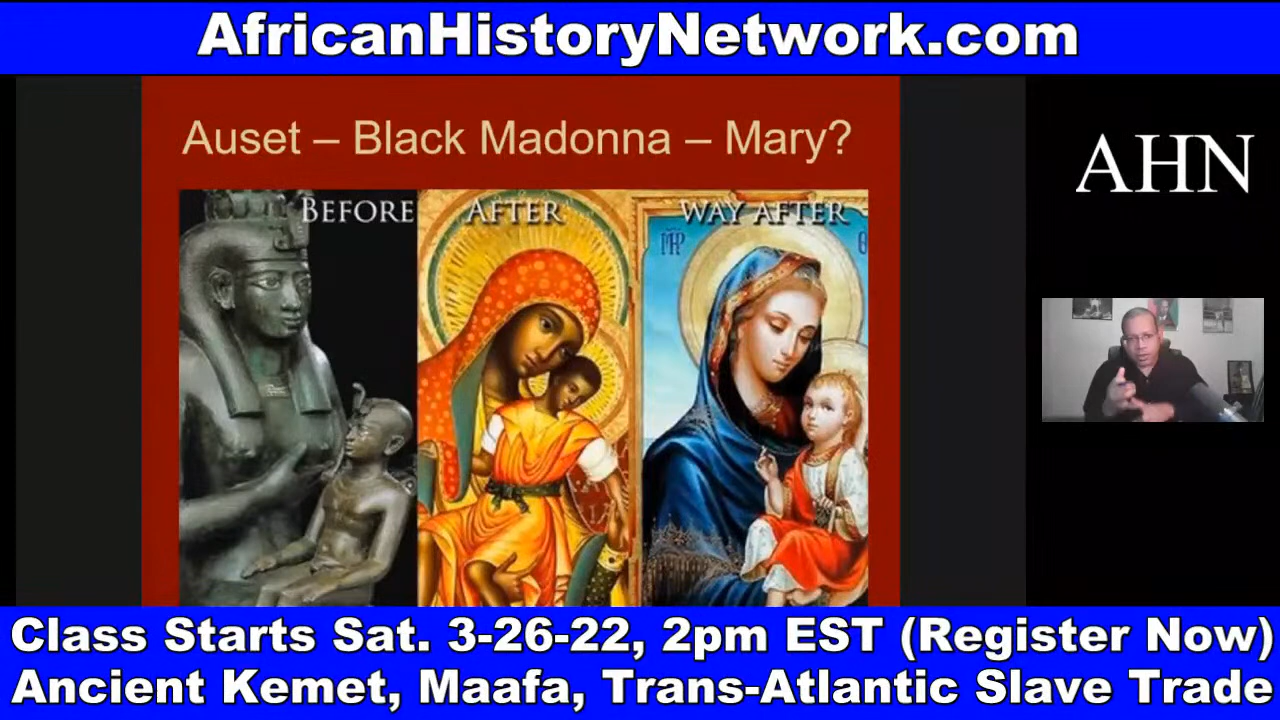 AfricanHistoryNetwork.com
Auset – Black Madonna – Mary?
BEFORE
AFTER
WAY AFTER
AHN
Class Starts Sat. 3-26-22, 2pm EST (Register Now)
Ancient Kemet, Maafa, Trans-Atlantic Slave Trade